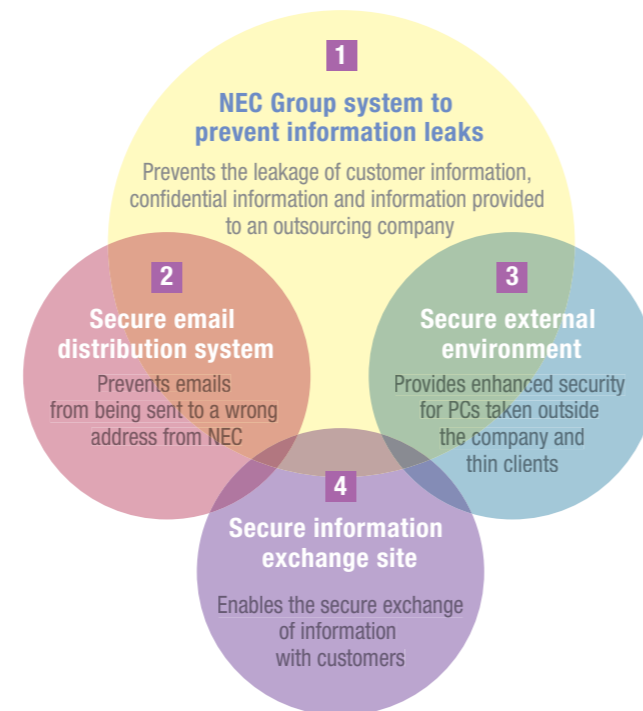 1
NEC Group system to
prevent information leaks
Prevents the leakage of customer information,
confidential information and information provided
to an outsourcing company
2
Secure email
distribution system
Prevents emails
from being sent to a wrong
address from NEC
3
Secure external
environment
Provides enhanced security
for PCs taken outside
the company and
thin clients
4
Secure information
exchange site
Enables the secure exchange
of information
with customers